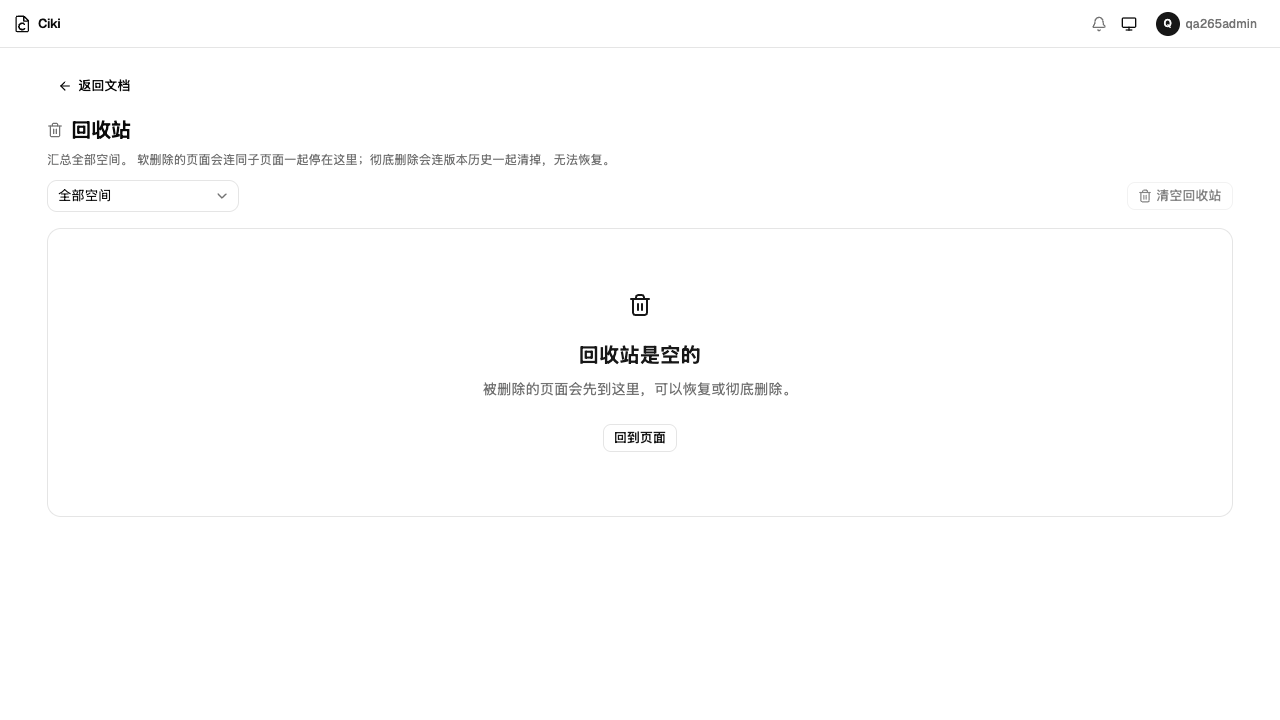 Ciki
Q qa265admin
返回文档
回收站
汇总全部空间。 软删除的页面会连同子页面一起停在这里；彻底删除会连版本历史一起清掉，无法恢复。
全部空间
清空回收站
回收站是空的
被删除的页面会先到这里，可以恢复或彻底删除。
回到页面